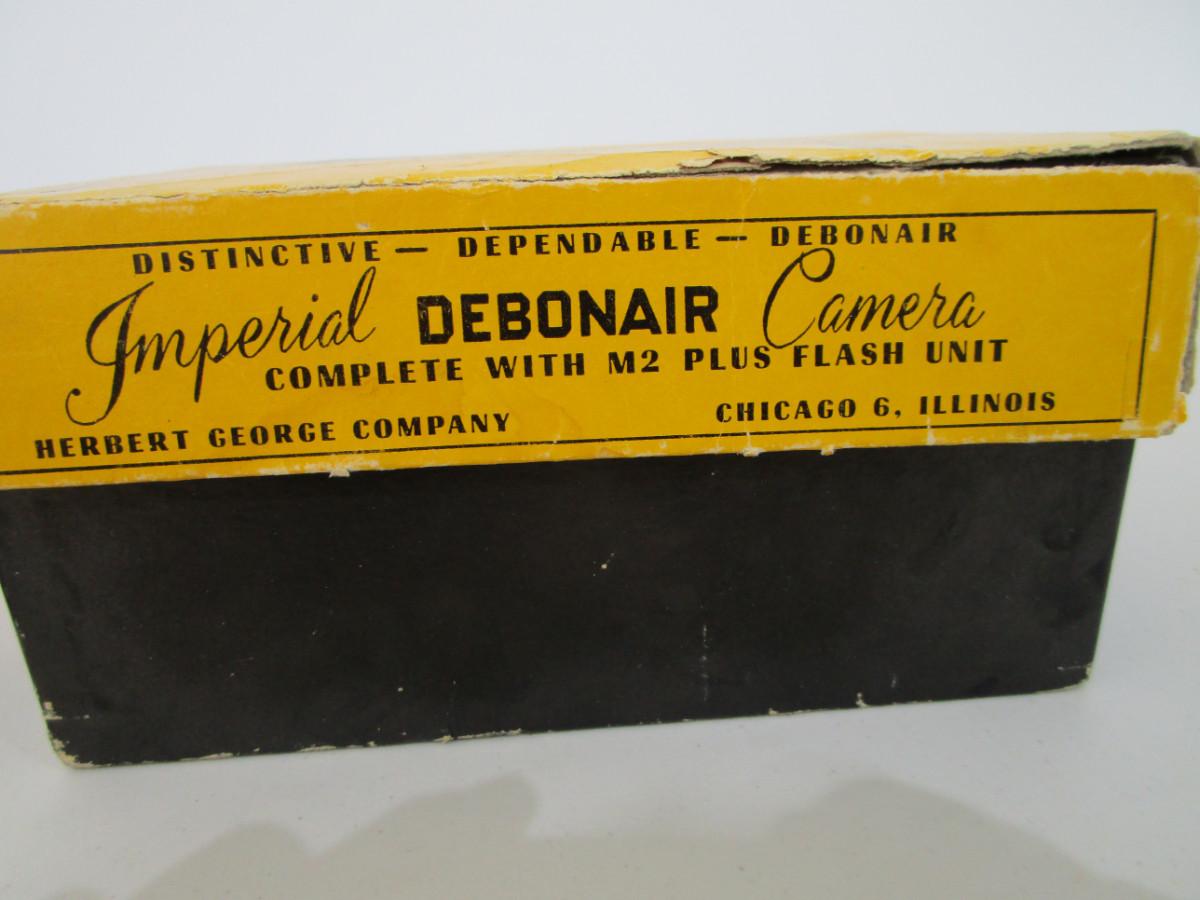 DISTINCTIVE — DEPENDABLE — DEBONAIR
Imperial DEBONAIR Camera
COMPLETE WITH M2 PLUS FLASH UNIT
HERBERT GEORGE COMPANY CHICAGO 6, ILLINOIS